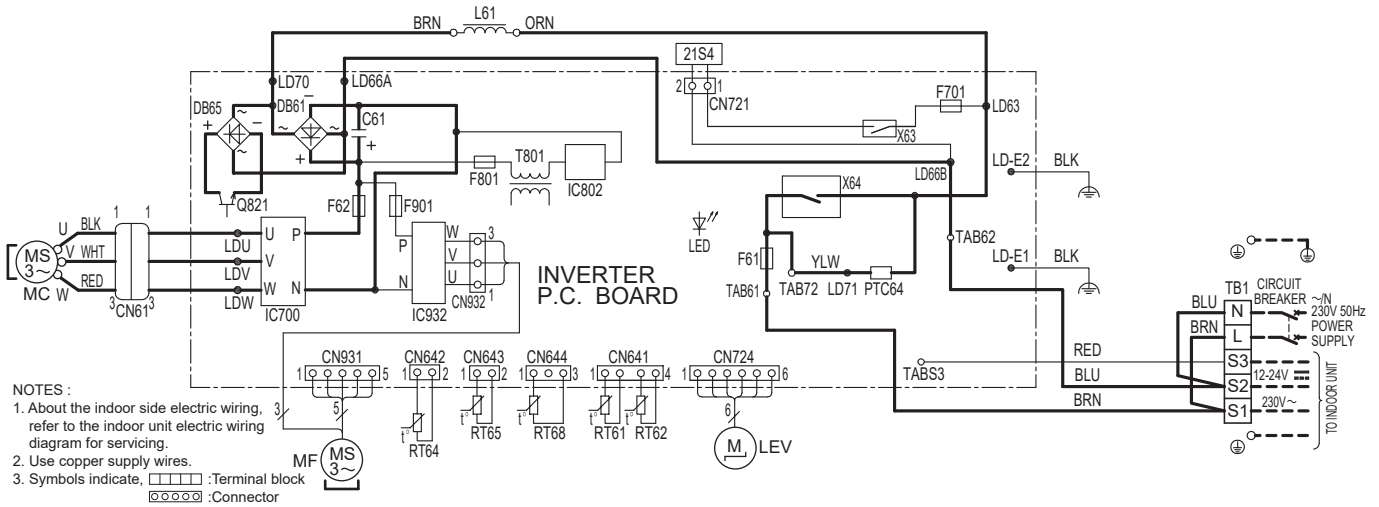 L61
BRN ORN
21S4
LD70 LD66A
2 1
CN721
F701
LD63
DB65 DB61
~ − ~ − C61
+ − ~ ~ + +
X63
T801
F801 IC802
LD66B
LD-E2 BLK
X64
Q821
F62 F901
LED
TAB62
U BLK 1 1
V WHT
W RED
MS
3~
MC
3 3
CN61
LDU
LDV
LDW
U P
V
W N
IC700
P
N
W
V
U
3
1
IC932
CN932
INVERTER
P.C. BOARD
F61
YLW
TAB61 TAB72 LD71 PTC64
LD-E1 BLK
TB1
CIRCUIT
BREAKER
~/N
230V 50Hz
POWER
SUPPLY
BLU N
BRN L
RED S3
12-24V
BLU S2
BRN S1 230V~
TO INDOOR UNIT
TABS3
CN931 CN642 CN643 CN644 CN641 CN724
1 5 1 2 1 2 1 3 1 4 1 6
3 5 6
t° t° t° t° t°
RT64 RT65 RT68 RT61 RT62
MF
MS
3~
M LEV
NOTES :
1. About the indoor side electric wiring,
refer to the indoor unit electric wiring
diagram for servicing.
2. Use copper supply wires.
3. Symbols indicate, :Terminal block
:Connector